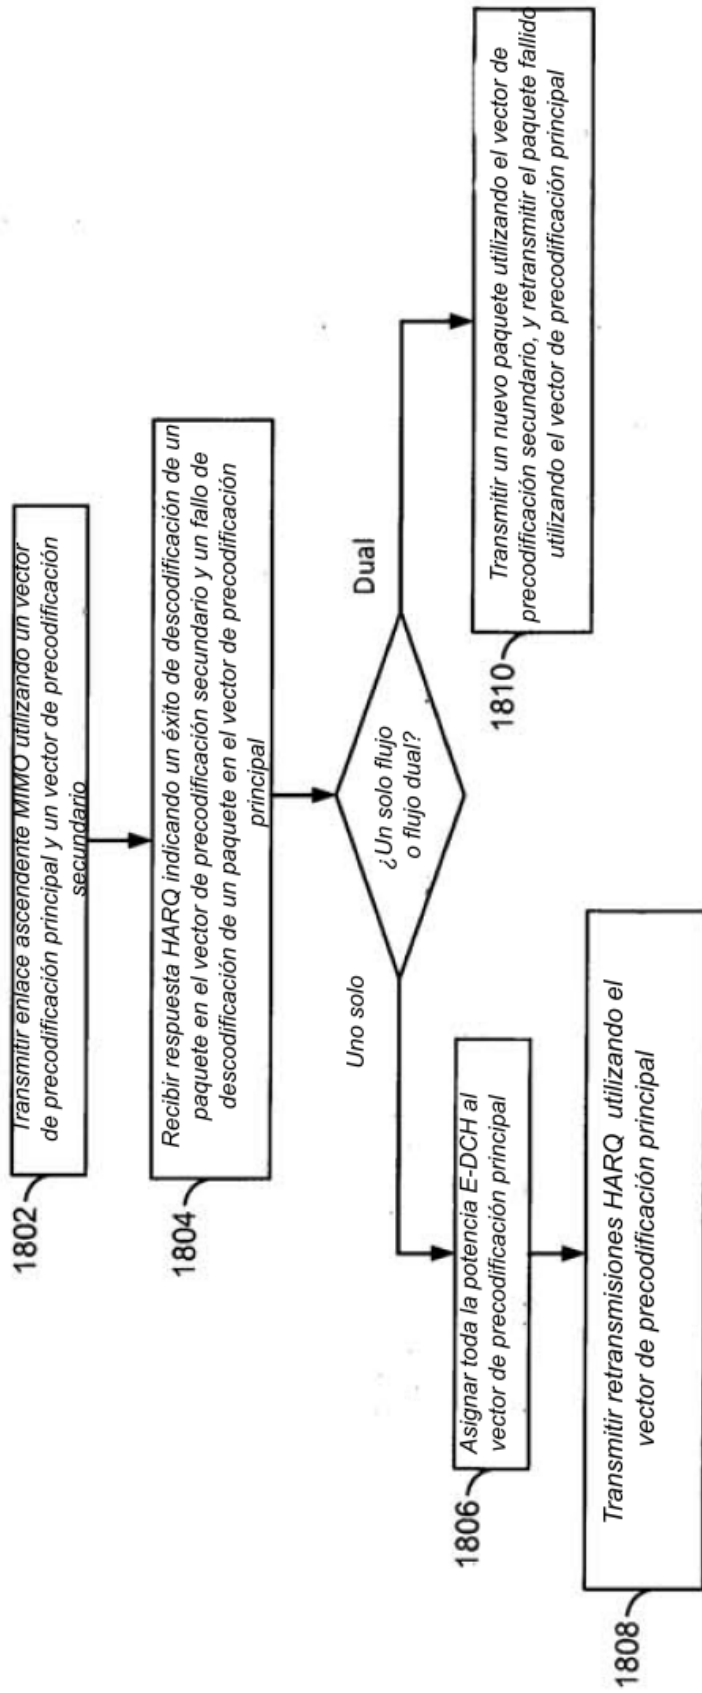 1802
Transmitir enlace ascendente MIMO utilizando un vector
de precodificación principal y un vector de precodificación
secundario
1804
Recibir respuesta HARQ indicando un éxito de descodificación de un
paquete en el vector de precodificación secundario y un fallo de
descodificación de un paquete en el vector de precodificación
principal
¿Un solo flujo
o flujo dual?
Uno solo
Dual
1806
Asignar toda la potencia E-DCH al
vector de precodificación principal
1808
Transmitir retransmisiones HARQ utilizando el
vector de precodificación principal
1810
Transmitir un nuevo paquete utilizando el vector de
precodificación secundario, y retransmitir el paquete fallido
utilizando el vector de precodificación principal